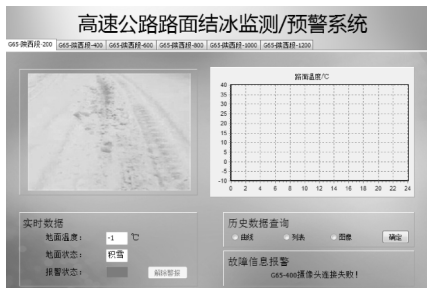 高速公路路面结冰监测/预警系统
G65-陕西段-200 G65-陕西段-400 G65-陕西段-600 G65-陕西段-800 G65-陕西段-1000 G65-陕西段-1200
路面温度/℃
40
35
30
25
20
15
10
5
0
-5
-10
0 2 4 6 8 10 12 14 16 18 20 22 24
实时数据
地面温度： -1 ℃
地面状态： 积雪
报警状态： 解除警报
历史数据查询
曲线 列表 图像 确定
故障信息报警
G65-400摄像头连接失败！